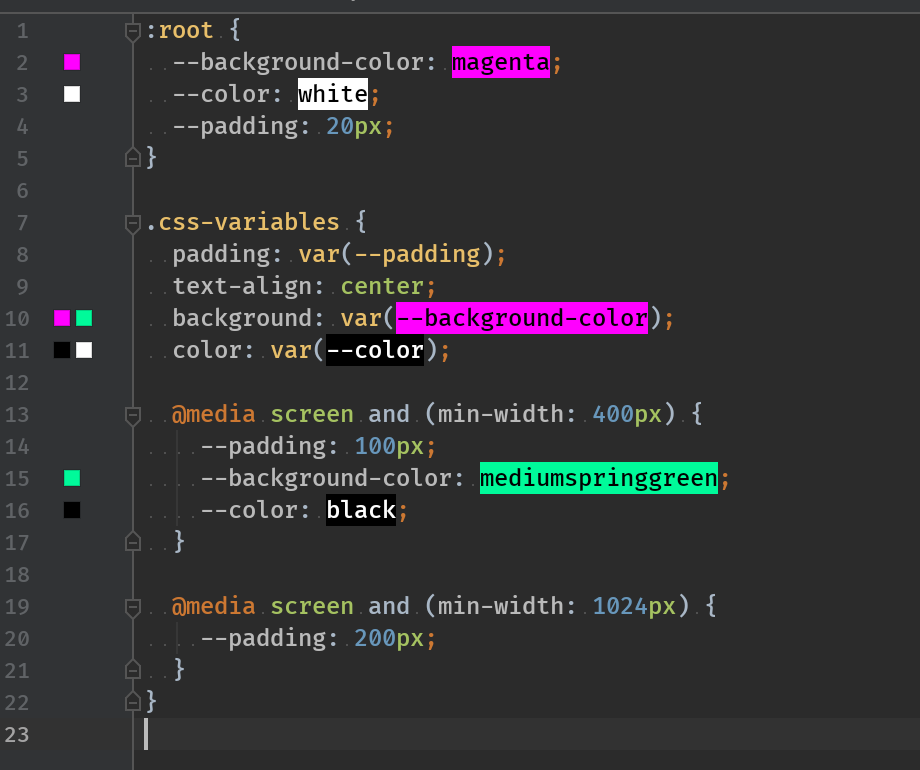 1 :root {
2 --background-color: magenta;
3 --color: white;
4 --padding: 20px;
5 }
6
7 .css-variables {
8 padding: var(--padding);
9 text-align: center;
10 background: var(--background-color);
11 color: var(--color);
12
13 @media screen and (min-width: 400px) {
14 --padding: 100px;
15 --background-color: mediumspringgreen;
16 --color: black;
17 }
18
19 @media screen and (min-width: 1024px) {
20 --padding: 200px;
21 }
22 }
23